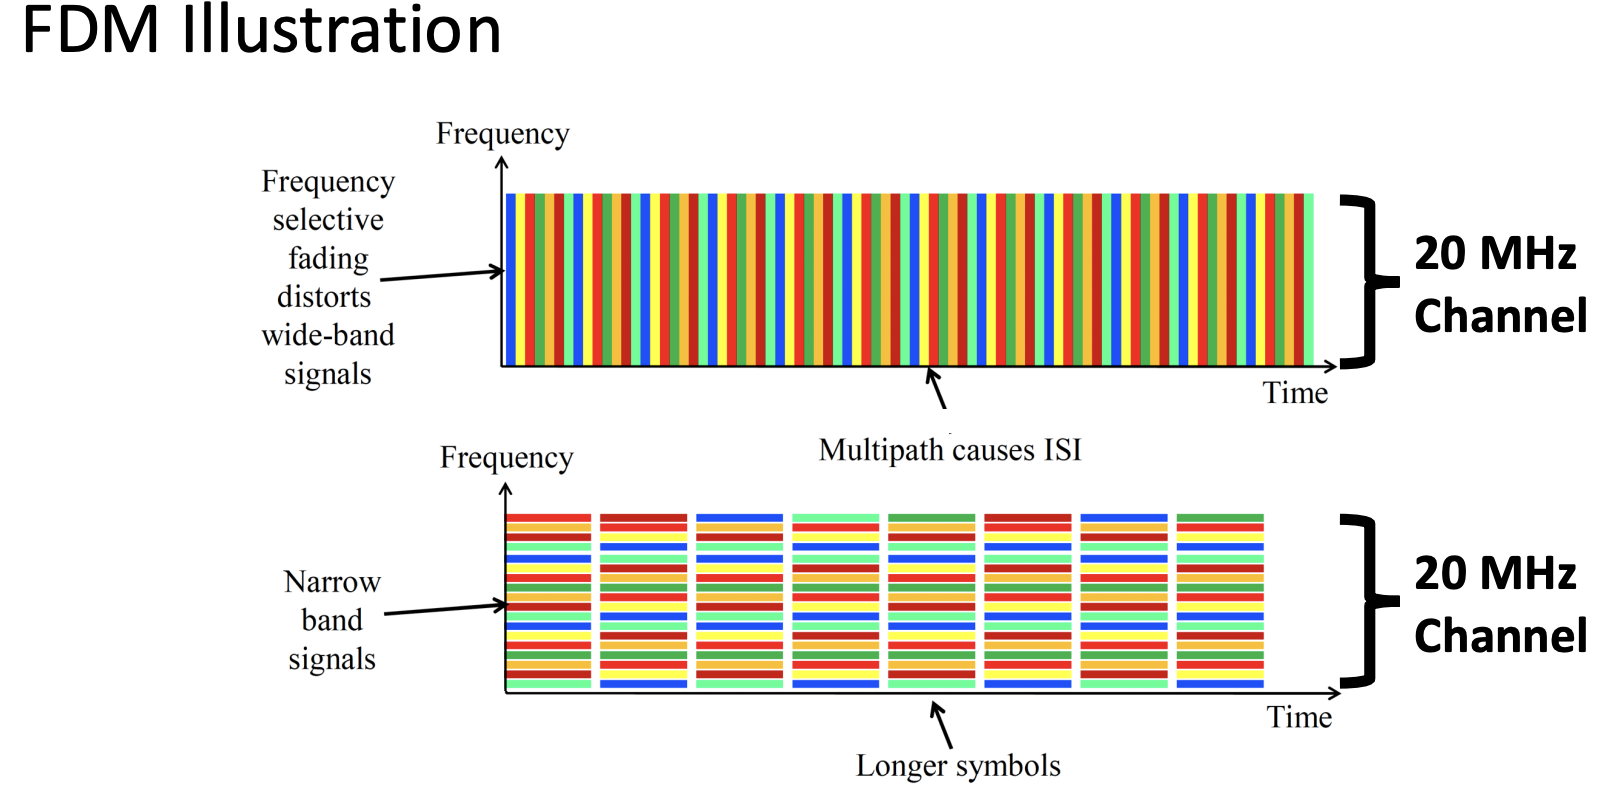 FDM Illustration
Frequency
Frequency
selective
fading
distorts
wide-band
signals
20 MHz
Channel
Time
Multipath causes ISI
Frequency
Narrow
band
signals
20 MHz
Channel
Time
Longer symbols